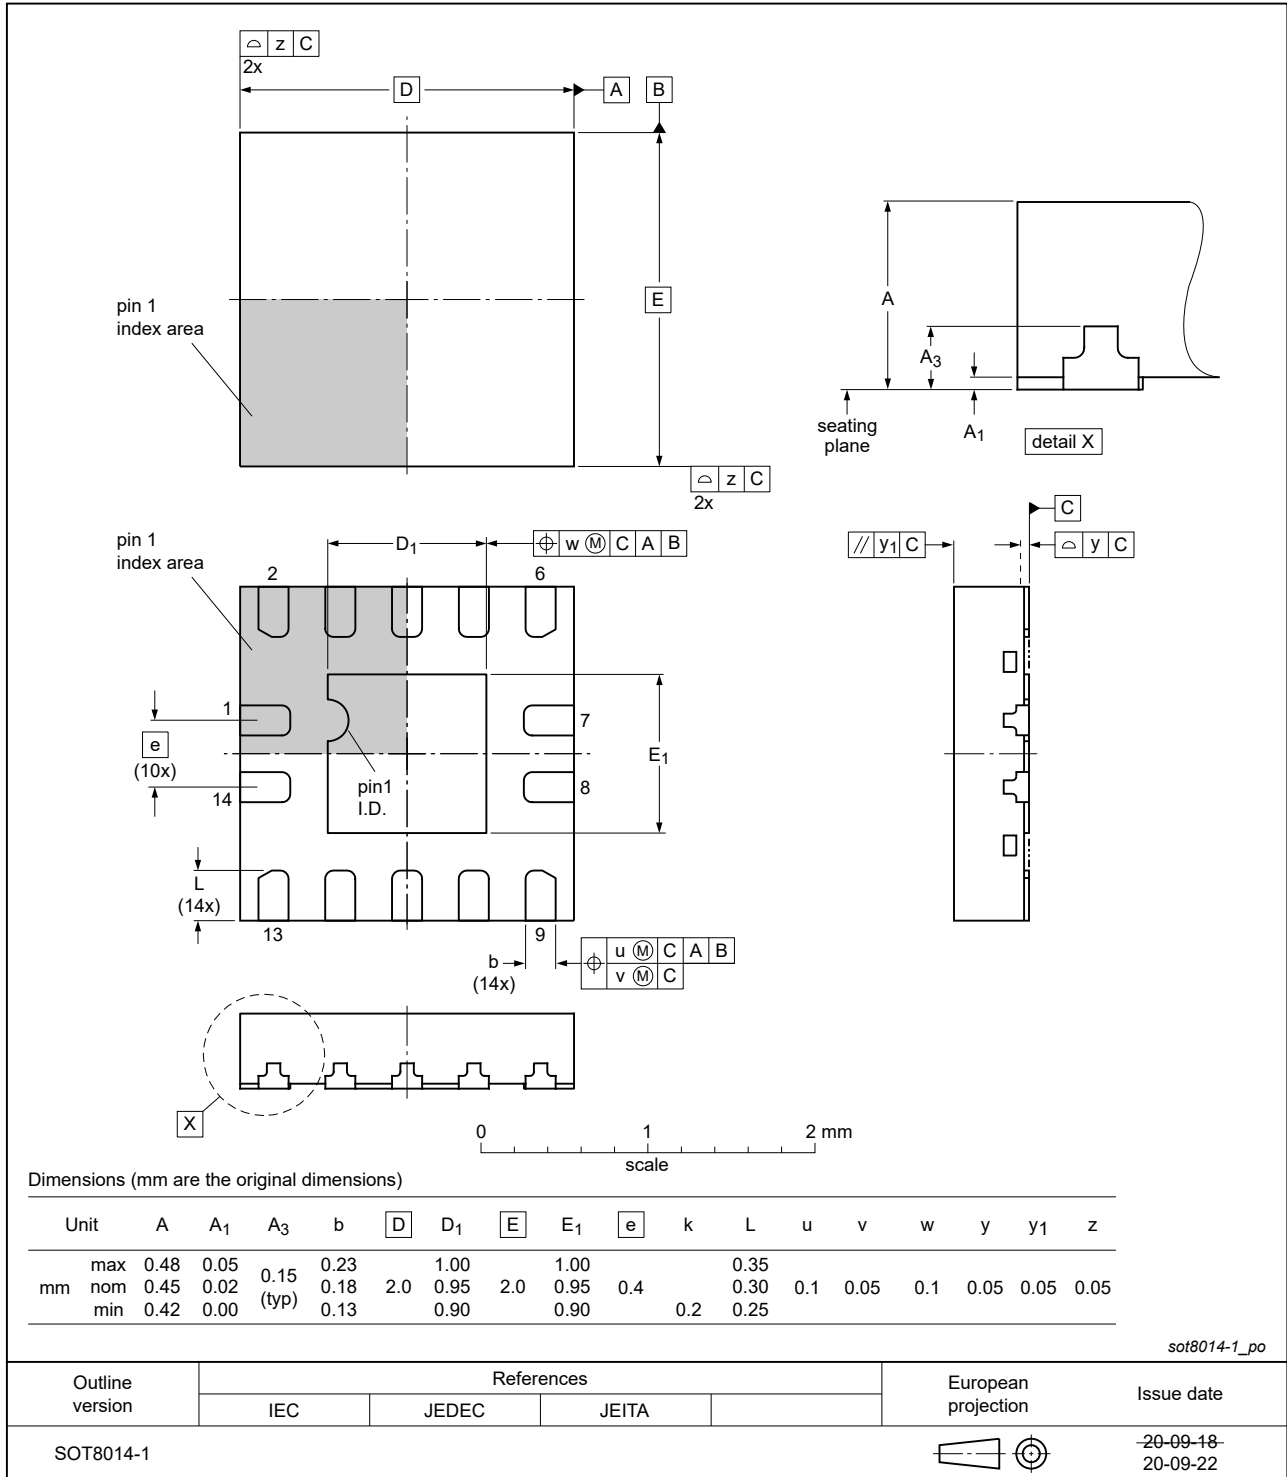 ⌓ z C
2x
D
A B
pin 1
index area
E
⌓ z C
2x
A
A3
A1
seating
plane
detail X
pin 1
index area
D1
⌖ w Ⓜ C A B
2
6
1
7
e
(10x)
14
8
pin1
I.D.
E1
L
(14x)
13
9
b
(14x)
⌖ u Ⓜ C A B
v Ⓜ C
C
// y1 C
⌓ y C
X
0 1 2 mm
scale
Dimensions (mm are the original dimensions)
Unit A A1 A3 b D D1 E E1 e k L u v w y y1 z
max 0.48 0.05 0.23 1.00 1.00 0.35
mm nom 0.45 0.02 0.15 (typ) 0.18 2.0 0.95 2.0 0.95 0.4 0.30 0.1 0.05 0.1 0.05 0.05 0.05
min 0.42 0.00 0.13 0.90 0.90 0.2 0.25
sot8014-1_po
Outline
version
References
IEC JEDEC JEITA
European
projection
Issue date
SOT8014-1
20-09-18
20-09-22